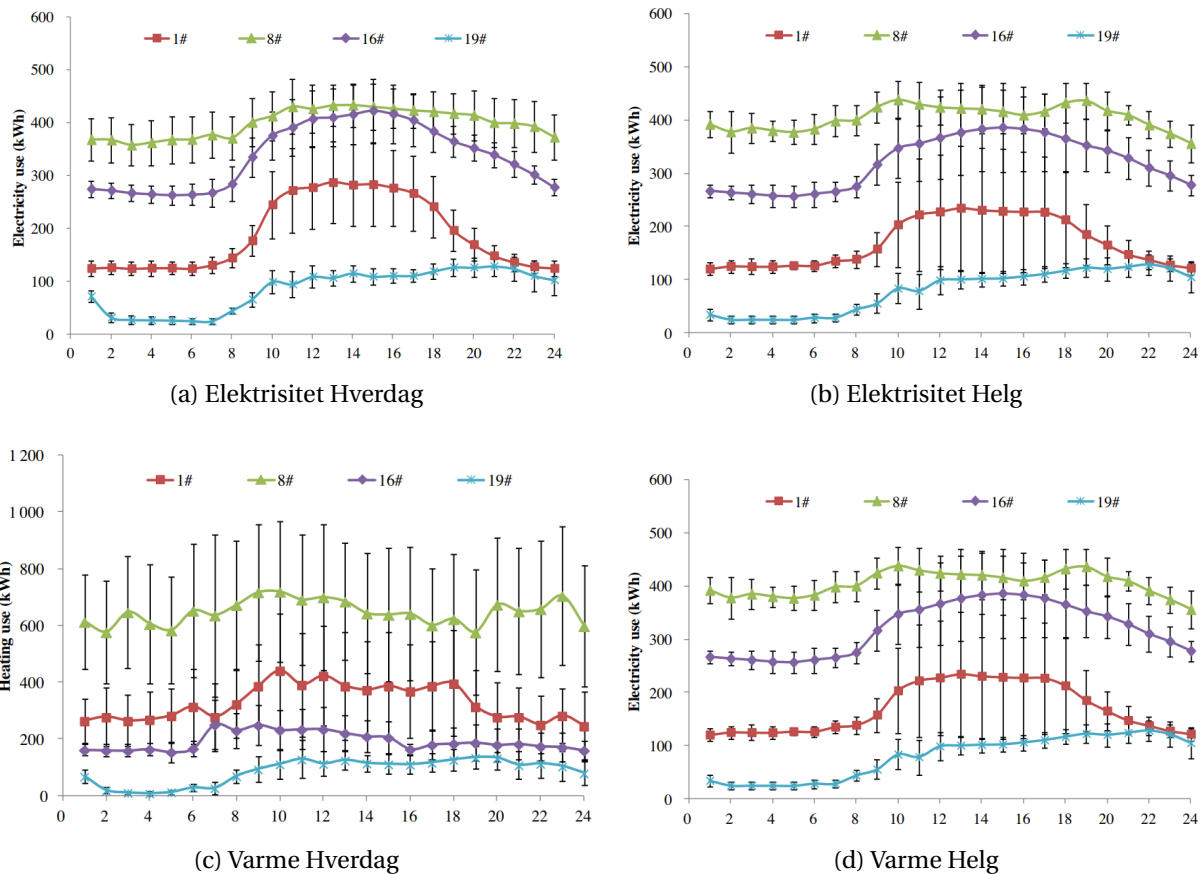 600
500
400
300
200
100
0
Electricity use (kWh)
1# 8# 16# 19#
0 2 4 6 8 10 12 14 16 18 20 22 24
(a) Elektrisitet Hverdag
600
500
400
300
200
100
0
Electricity use (kWh)
1# 8# 16# 19#
0 2 4 6 8 10 12 14 16 18 20 22 24
(b) Elektrisitet Helg
1 200
1 000
800
600
400
200
0
Heating use (kWh)
1# 8# 16# 19#
0 2 4 6 8 10 12 14 16 18 20 22 24
(c) Varme Hverdag
600
500
400
300
200
100
0
Electricity use (kWh)
1# 8# 16# 19#
0 2 4 6 8 10 12 14 16 18 20 22 24
(d) Varme Helg